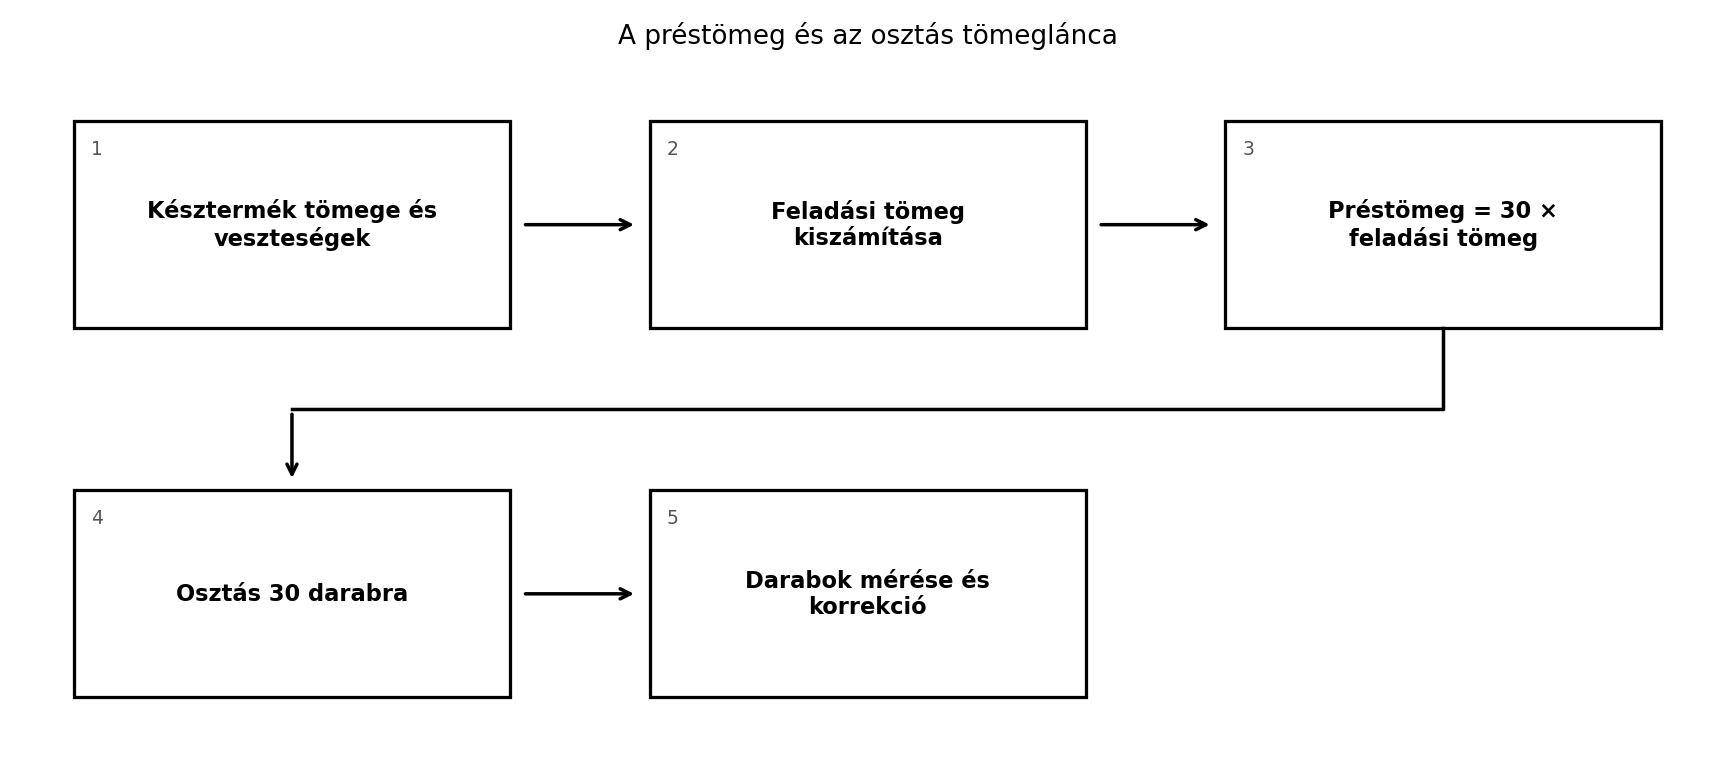 A préstömeg és az osztás tömeglánca
1
Késztermék tömege és
veszteségek
2
Feladási tömeg
kiszámítása
3
Préstömeg = 30 ×
feladási tömeg
4
Osztás 30 darabra
5
Darabok mérése és
korrekció